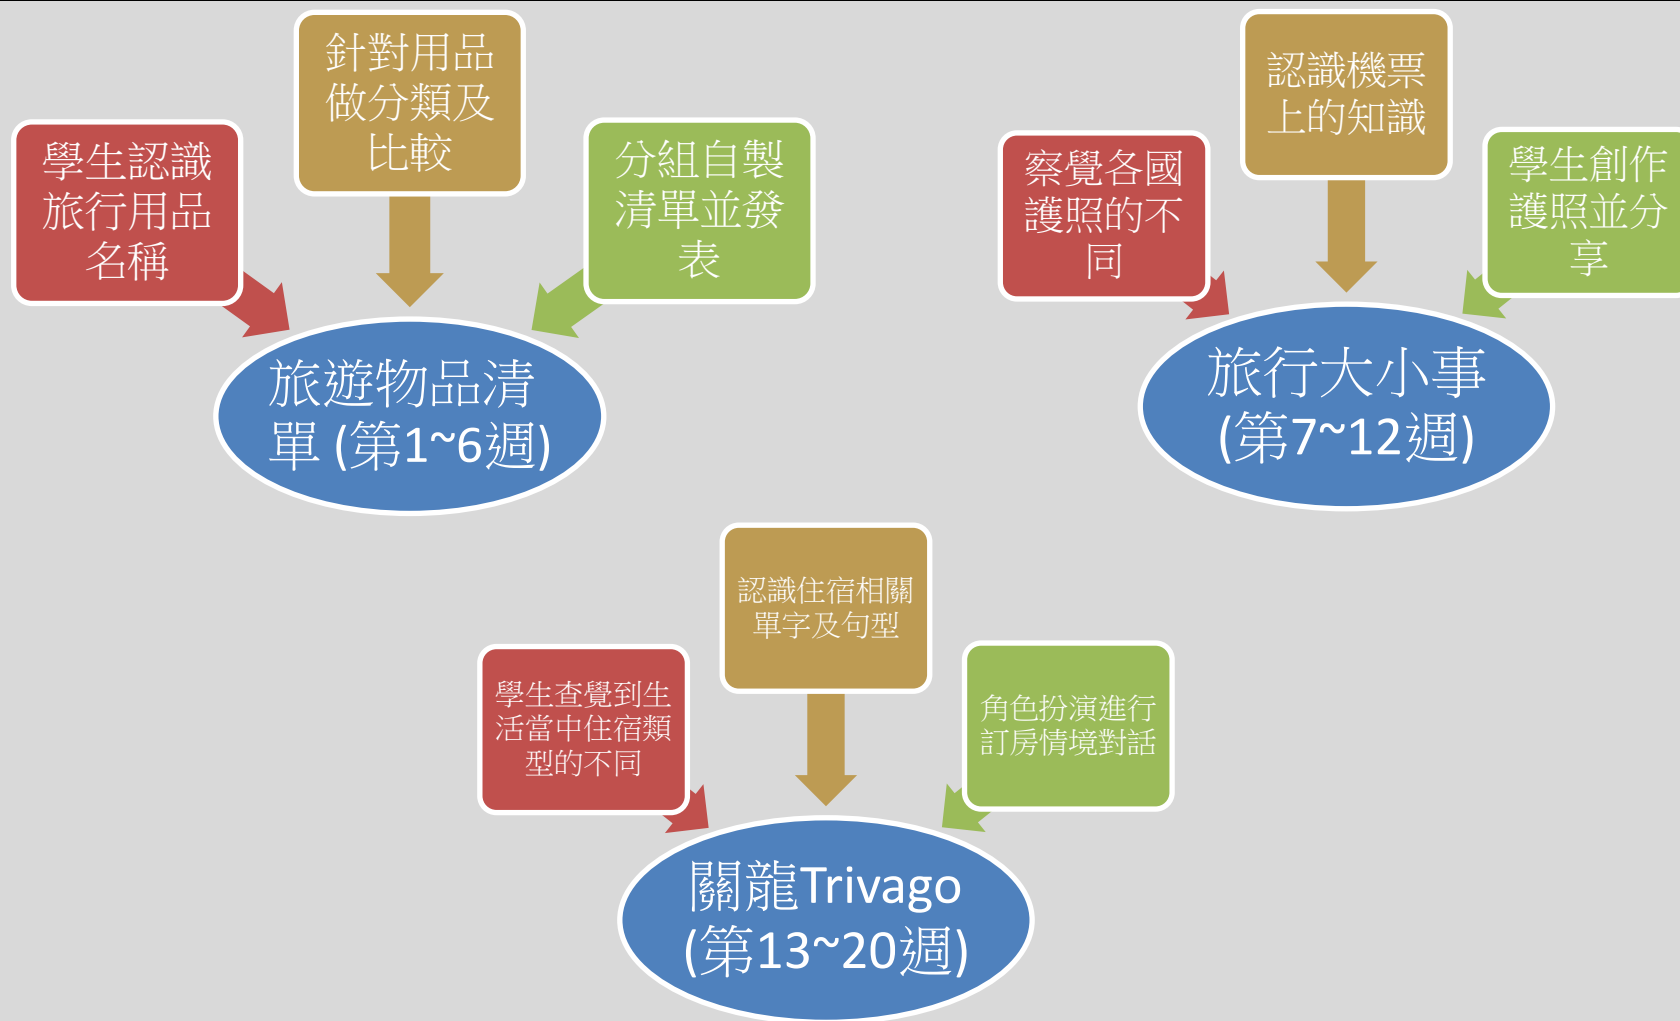 學生認識
旅行用品
名稱
針對用品
做分類及
比較
分組自製
清單並發
表
旅遊物品清
單 (第1~6週)
察覺各國
護照的不
同
認識機票
上的知識
學生創作
護照並分
享
旅行大小事
(第7~12週)
學生查覺到生
活當中住宿類
型的不同
認識住宿相關
單字及句型
角色扮演進行
訂房情境對話
關龍Trivago
(第13~20週)